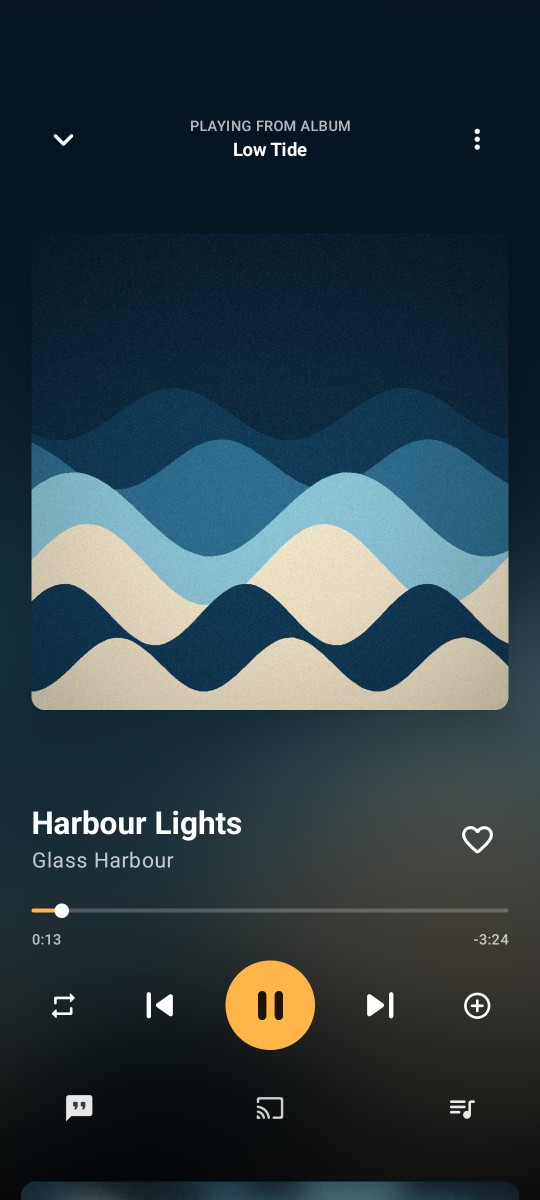 PLAYING FROM ALBUM
Low Tide
Harbour Lights
Glass Harbour
0:13
-3:24